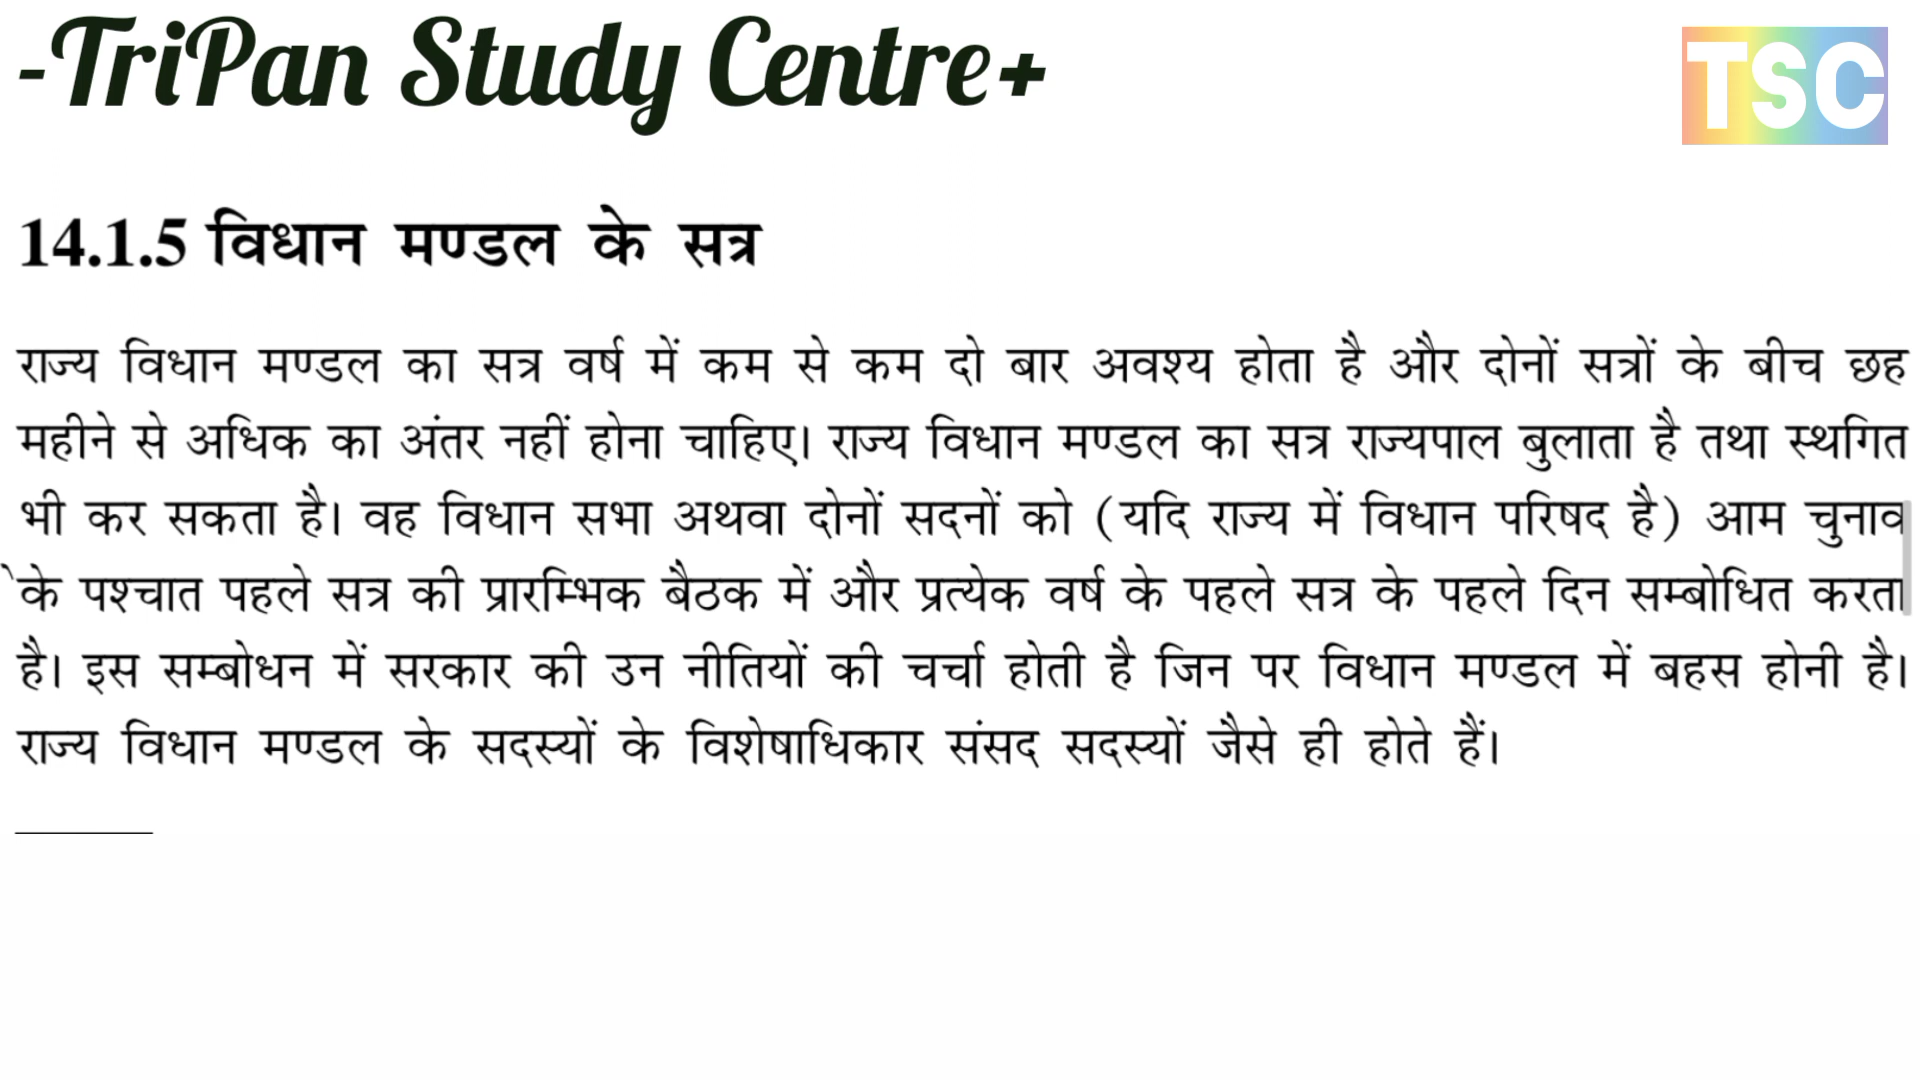 -TriPan Study Centre+
TSC
14.1.5 विधान मण्डल के सत्र
राज्य विधान मण्डल का सत्र वर्ष में कम से कम दो बार अवश्य होता है और दोनों सत्रों के बीच छह
महीने से अधिक का अंतर नहीं होना चाहिए। राज्य विधान मण्डल का सत्र राज्यपाल बुलाता है तथा स्थगित
भी कर सकता है। वह विधान सभा अथवा दोनों सदनों को (यदि राज्य में विधान परिषद है) आम चुनाव
के पश्चात पहले सत्र की प्रारम्भिक बैठक में और प्रत्येक वर्ष के पहले सत्र के पहले दिन सम्बोधित करता
है। इस सम्बोधन में सरकार की उन नीतियों की चर्चा होती है जिन पर विधान मण्डल में बहस होनी है।
राज्य विधान मण्डल के सदस्यों के विशेषाधिकार संसद सदस्यों जैसे ही होते हैं।